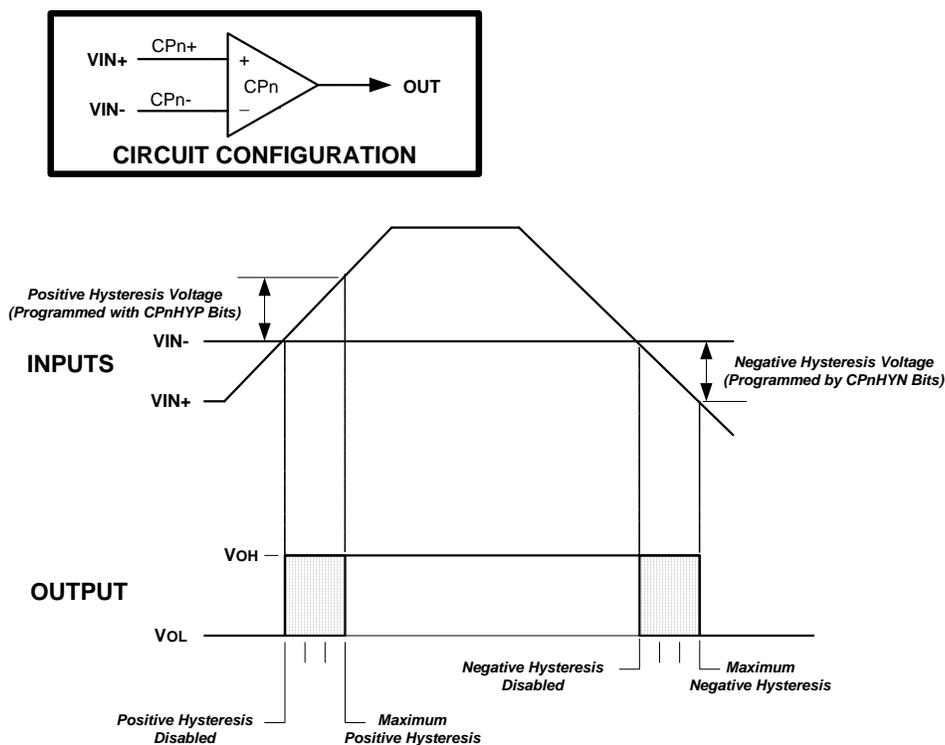 VIN+
CPn+
+
CPn
VIN-
CPn-
–
OUT
CIRCUIT CONFIGURATION
Positive Hysteresis Voltage
(Programmed with CPnHYP Bits)
VIN-
INPUTS
VIN+
Negative Hysteresis Voltage
(Programmed by CPnHYN Bits)
VOH
OUTPUT
VOL
Negative Hysteresis
Disabled
Maximum
Negative Hysteresis
Positive Hysteresis
Disabled
Maximum
Positive Hysteresis